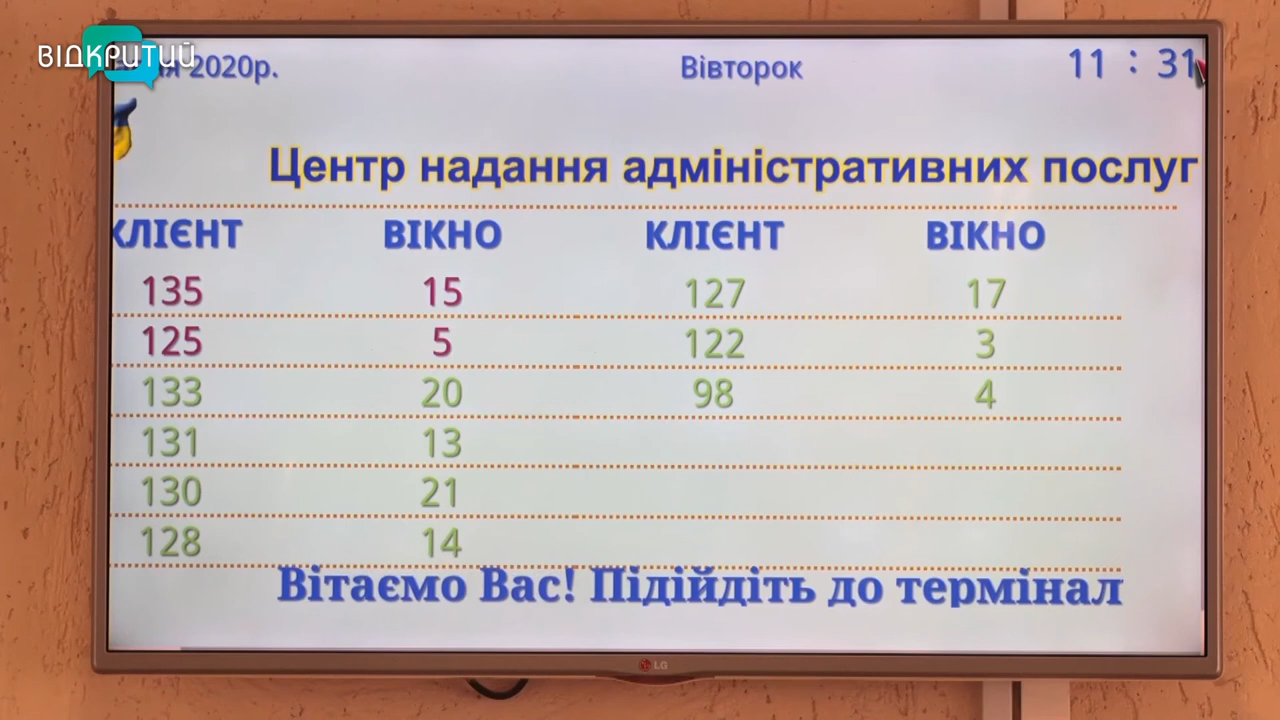 ВІДКРИТИЙ
2020р.
Вівторок
11 : 31
Центр надання адміністративних послуг
КЛІЄНТ ВІКНО КЛІЄНТ ВІКНО
135 15 127 17
125 5 122 3
133 20 98 4
131 13
130 21
128 14
Вітаємо Вас! Підійдіть до термінал
LG